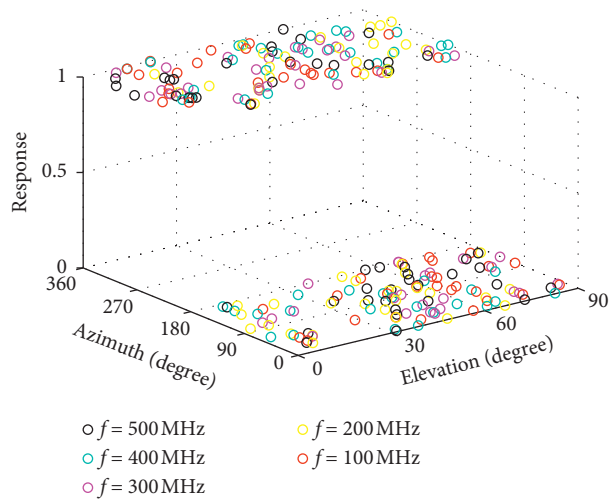 1
0.5
0
Response
360
270
180
90
0
Azimuth (degree)
0
30
60
90
Elevation (degree)
f = 500 MHz
f = 400 MHz
f = 300 MHz
f = 200 MHz
f = 100 MHz